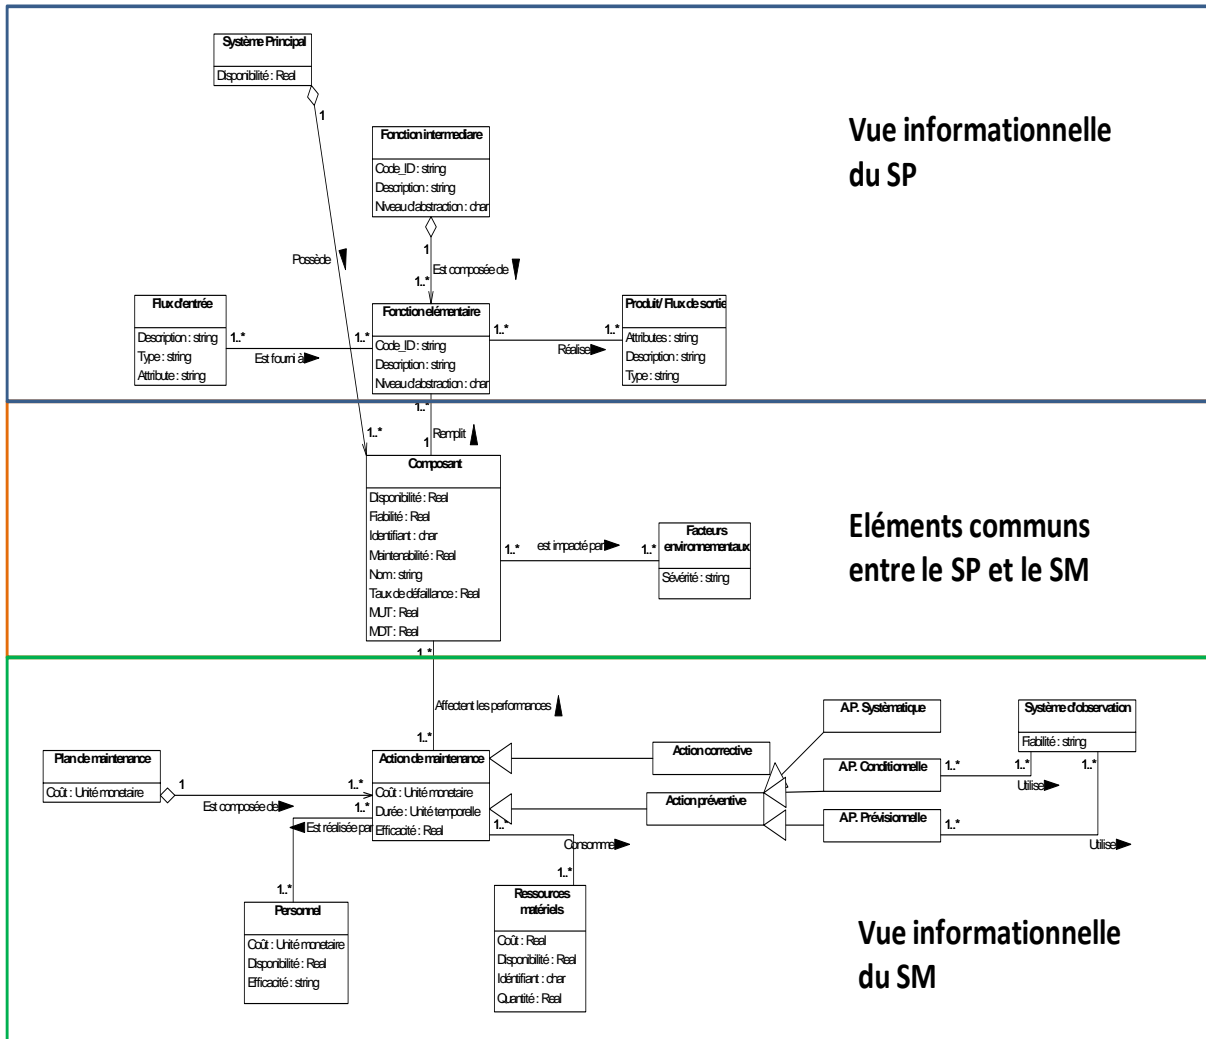 Système Principal
Disponibilité : Real
1
Fonction intermediare
Code_ID : string
Description : string
Niveau d'abstraction : char
Vue informationnelle
du SP
1
Possède
Est composée de
1..*
Flux d'entrée
Description : string
Type : string
Attribute : string
1..*
Est fourni à
1..*
Fonction elémentaire
Code_ID : string
Description : string
Niveau d'abstraction : char
1..*
Réalise
1..*
Produit/ Flux de sortie
Attributes : string
Description : string
Type : string
1..*
1..*
1
Remplit
Composant
Disponibilité : Real
Fiabilité : Real
Identifiant : char
Maintenabilité : Real
Nom : string
Taux de défaillance : Real
MUT : Real
MDT : Real
1..*
est impacté par
1..*
Facteurs
environnementaux
Sévérité : string
Eléments communs
entre le SP et le SM
1..*
Affectent les performances
1..*
Plan de maintenance
Coût : Unité monetaire
1
Est composée de
1..*
Action de maintenance
Coût : Unité monetaire
Durée : Unité temporelle
Efficacité : Real
Action corrective
Action préventive
A.P. Systèmatique
A.P. Conditionnelle
A.P. Prévisionnelle
Système d'observation
Fiabilité : string
1..*
1..*
Utilise
1..*
1..*
Utilise
1..*
Est réalisée par
1..*
1..*
Consomme
1..*
Personnel
Coût : Unité monetaire
Disponibilité : Real
Efficacité : string
Ressources
matériels
Coût : Real
Disponibilité : Real
Idéntifiant : char
Quantité : Real
Vue informationnelle
du SM